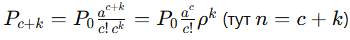 $P_{c+k} = P_0 \frac{a^{c+k}}{c! \, c^k} = P_0 \frac{a^c}{c!} \rho^k$ (тут $n = c + k$)